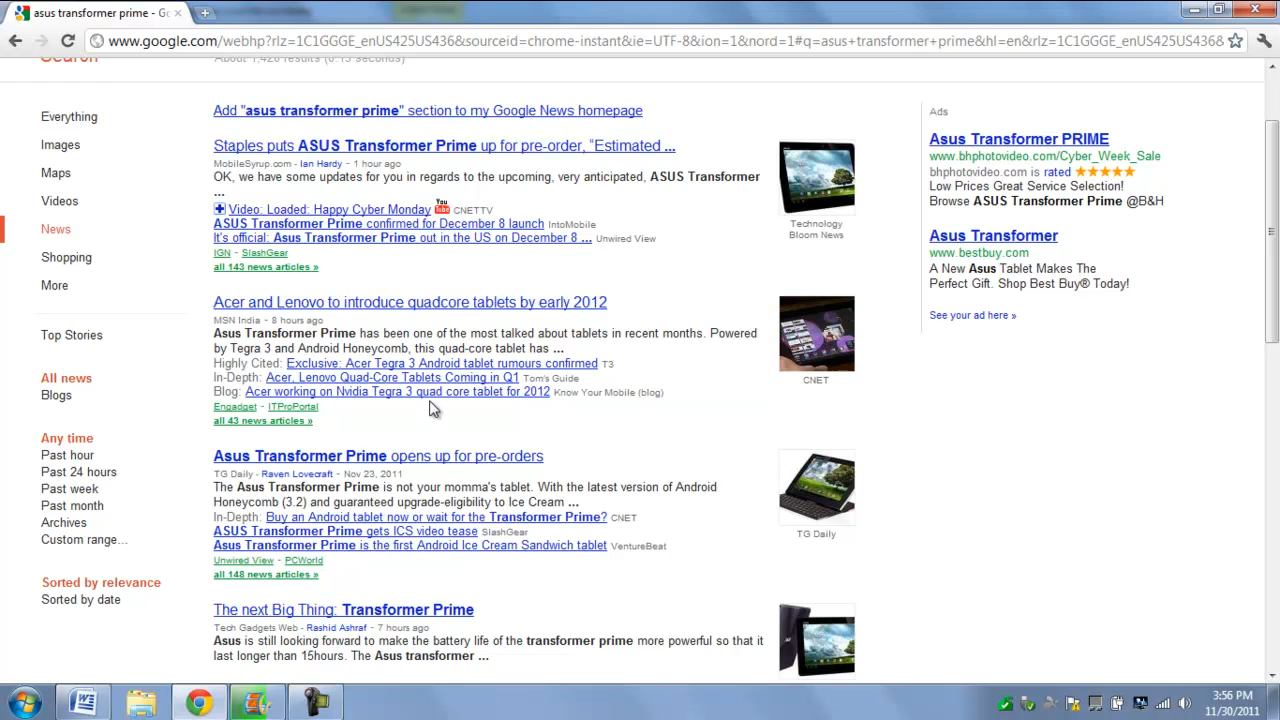 asus transformer prime - Go
www.google.com/webhp?rlz=1C1GGGE_enUS425US436&sourceid=chrome-instant&ie=UTF-8&ion=1&nord=1#q=asus+transformer+prime&hl=en&rlz=1C1GGGE_enUS425US436&
Search
About 1,420 results (0.15 seconds)
Everything
Images
Maps
Videos
News
Shopping
More
Top Stories
All news
Blogs
Any time
Past hour
Past 24 hours
Past week
Past month
Archives
Custom range...
Sorted by relevance
Sorted by date
Add "asus transformer prime" section to my Google News homepage
Staples puts ASUS Transformer Prime up for pre-order, "Estimated ...
MobileSyrup.com - Ian Hardy - 1 hour ago
OK, we have some updates for you in regards to the upcoming, very anticipated, ASUS Transformer
...
Video: Loaded: Happy Cyber Monday You Tube CNETTV
ASUS Transformer Prime confirmed for December 8 launch IntoMobile
It's official: Asus Transformer Prime out in the US on December 8 ... Unwired View
IGN - SlashGear
all 143 news articles »
Technology
Bloom News
Acer and Lenovo to introduce quadcore tablets by early 2012
MSN India - 8 hours ago
Asus Transformer Prime has been one of the most talked about tablets in recent months. Powered
by Tegra 3 and Android Honeycomb, this quad-core tablet has ...
Highly Cited: Exclusive: Acer Tegra 3 Android tablet rumours confirmed T3
In-Depth: Acer, Lenovo Quad-Core Tablets Coming in Q1 Tom's Guide
Blog: Acer working on Nvidia Tegra 3 quad core tablet for 2012 Know Your Mobile (blog)
Engadget - ITProPortal
all 43 news articles »
CNET
Asus Transformer Prime opens up for pre-orders
TG Daily - Raven Lovecraft - Nov 23, 2011
The Asus Transformer Prime is not your momma's tablet. With the latest version of Android
Honeycomb (3.2) and guaranteed upgrade-eligibility to Ice Cream ...
In-Depth: Buy an Android tablet now or wait for the Transformer Prime? CNET
ASUS Transformer Prime gets ICS video tease SlashGear
Asus Transformer Prime is the first Android Ice Cream Sandwich tablet VentureBeat
Unwired View - PCWorld
all 148 news articles »
TG Daily
The next Big Thing: Transformer Prime
Tech Gadgets Web - Rashid Ashraf - 7 hours ago
Asus is still looking forward to make the battery life of the transformer prime more powerful so that it
last longer than 15hours. The Asus transformer ...
Ads
Asus Transformer PRIME
www.bhphotovideo.com/Cyber_Week_Sale
bhphotovideo.com is rated ★★★★★
Low Prices Great Service Selection!
Browse ASUS Transformer Prime @B&H
Asus Transformer
www.bestbuy.com
A New Asus Tablet Makes The
Perfect Gift. Shop Best Buy® Today!
See your ad here »
3:56 PM
11/30/2011